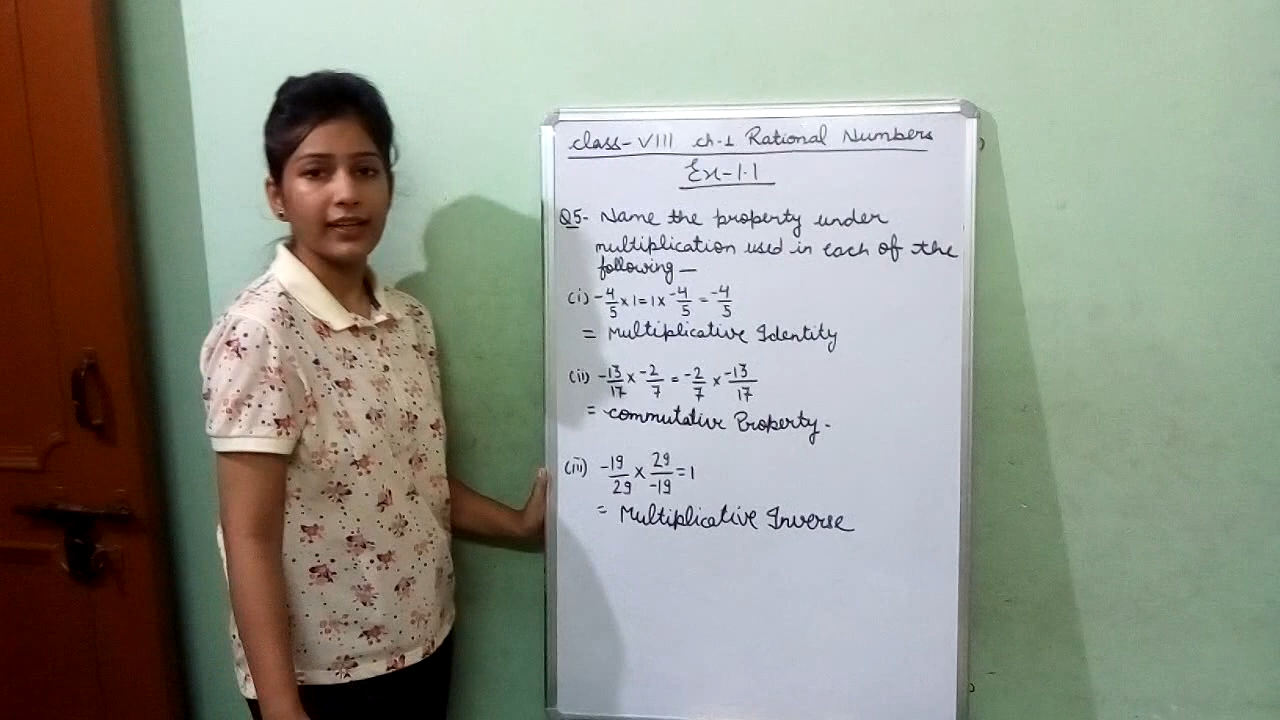 class-VIII ch-1 Rational Numbers
Ex-1.1
Q5- Name the property under
multiplication used in each of the
following —
(i) -4/5 × 1 = 1 × -4/5 = -4/5
= Multiplicative Identity
(ii) -13/17 × -2/7 = -2/7 × -13/17
= commutative Property.
(iii) -19/29 × 29/-19 = 1
= Multiplicative Inverse